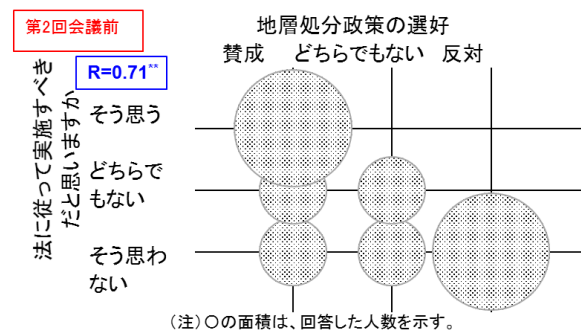 第2回会議前
地層処分政策の選好
賛成 どちらでもない 反対
R=0.71**
法に従って実施すべき
だと思いますか
そう思う
どちらで
もない
そう思わ
ない
(注)○の面積は、回答した人数を示す。